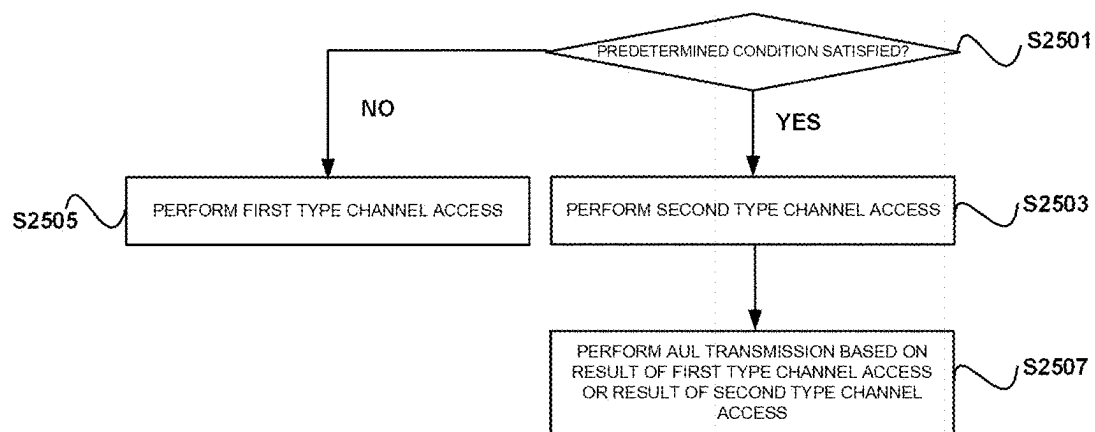 PREDETERMINED CONDITION SATISFIED?
S2501
NO
YES
S2505
PERFORM FIRST TYPE CHANNEL ACCESS
PERFORM SECOND TYPE CHANNEL ACCESS
S2503
PERFORM AUL TRANSMISSION BASED ON
RESULT OF FIRST TYPE CHANNEL ACCESS
OR RESULT OF SECOND TYPE CHANNEL
ACCESS
S2507